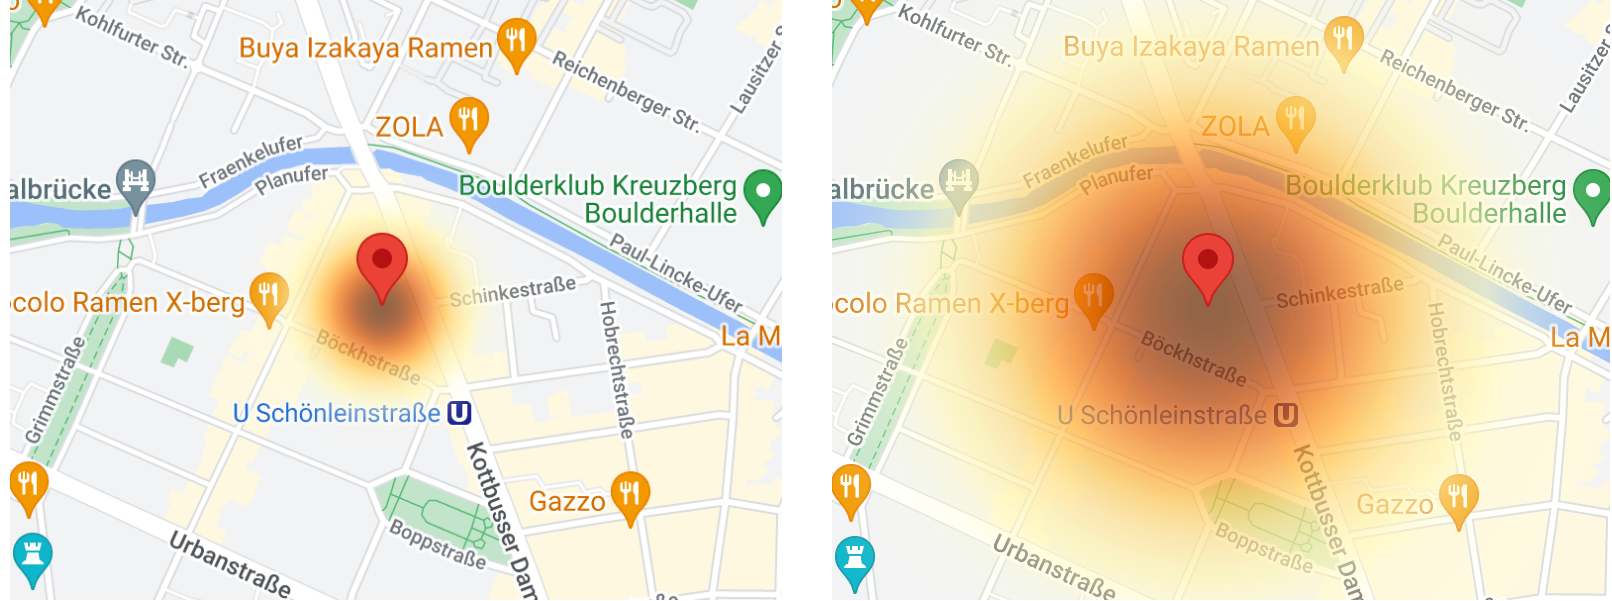 Kohlfurter Str.
Buya Izakaya Ramen
Reichenberger Str.
Lausitzer S
ZOLA
Fraenkelufer
Planufer
albrücke
Boulderklub Kreuzberg
Boulderhalle
Paul-Lincke-Ufer
Schinkestraße
colo Ramen X-berg
Böckhstraße
Hobrechtstraße
La M
Grimmstraße
U Schönleinstraße U
Kottbusser Dam
Gazzo
Boppstraße
Urbanstraße
Kohlfurter Str.
Buya Izakaya Ramen
Reichenberger Str.
Lausitzer S
ZOLA
Fraenkelufer
Planufer
albrücke
Boulderklub Kreuzberg
Boulderhalle
Paul-Lincke-Ufer
Schinkestraße
colo Ramen X-berg
Böckhstraße
Hobrechtstraße
La M
Grimmstraße
U Schönleinstraße U
Kottbusser Dam
Gazzo
Boppstraße
Urbanstraße